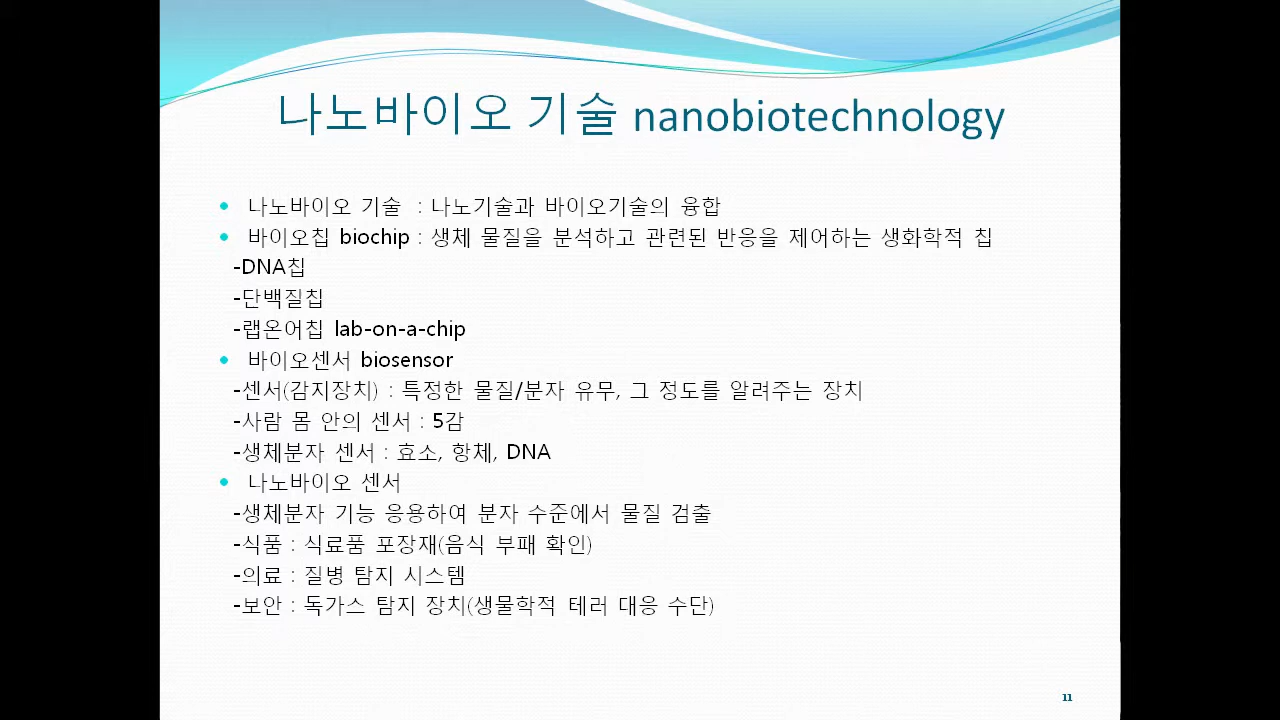 나노바이오 기술 nanobiotechnology
• 나노바이오 기술 : 나노기술과 바이오기술의 융합
• 바이오칩 biochip : 생체 물질을 분석하고 관련된 반응을 제어하는 생화학적 칩
-DNA칩
-단백질칩
-랩온어칩 lab-on-a-chip
• 바이오센서 biosensor
-센서(감지장치) : 특정한 물질/분자 유무, 그 정도를 알려주는 장치
-사람 몸 안의 센서 : 5감
-생체분자 센서 : 효소, 항체, DNA
• 나노바이오 센서
-생체분자 기능 응용하여 분자 수준에서 물질 검출
-식품 : 식료품 포장재(음식 부패 확인)
-의료 : 질병 탐지 시스템
-보안 : 독가스 탐지 장치(생물학적 테러 대응 수단)
11